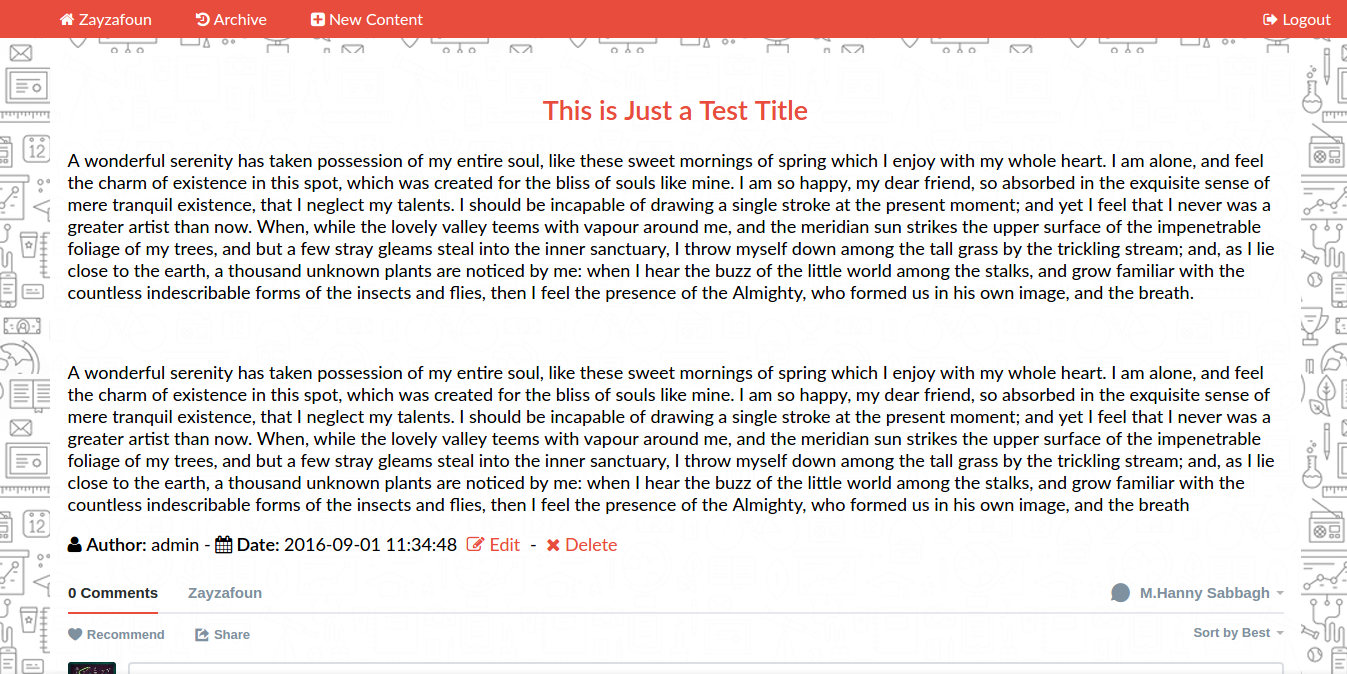 Zayzafoun Archive New Content Logout
This is Just a Test Title
A wonderful serenity has taken possession of my entire soul, like these sweet mornings of spring which I enjoy with my whole heart. I am alone, and feel
the charm of existence in this spot, which was created for the bliss of souls like mine. I am so happy, my dear friend, so absorbed in the exquisite sense of
mere tranquil existence, that I neglect my talents. I should be incapable of drawing a single stroke at the present moment; and yet I feel that I never was a
greater artist than now. When, while the lovely valley teems with vapour around me, and the meridian sun strikes the upper surface of the impenetrable
foliage of my trees, and but a few stray gleams steal into the inner sanctuary, I throw myself down among the tall grass by the trickling stream; and, as I lie
close to the earth, a thousand unknown plants are noticed by me: when I hear the buzz of the little world among the stalks, and grow familiar with the
countless indescribable forms of the insects and flies, then I feel the presence of the Almighty, who formed us in his own image, and the breath.
A wonderful serenity has taken possession of my entire soul, like these sweet mornings of spring which I enjoy with my whole heart. I am alone, and feel
the charm of existence in this spot, which was created for the bliss of souls like mine. I am so happy, my dear friend, so absorbed in the exquisite sense of
mere tranquil existence, that I neglect my talents. I should be incapable of drawing a single stroke at the present moment; and yet I feel that I never was a
greater artist than now. When, while the lovely valley teems with vapour around me, and the meridian sun strikes the upper surface of the impenetrable
foliage of my trees, and but a few stray gleams steal into the inner sanctuary, I throw myself down among the tall grass by the trickling stream; and, as I lie
close to the earth, a thousand unknown plants are noticed by me: when I hear the buzz of the little world among the stalks, and grow familiar with the
countless indescribable forms of the insects and flies, then I feel the presence of the Almighty, who formed us in his own image, and the breath
Author: admin - Date: 2016-09-01 11:34:48 Edit - Delete
0 Comments Zayzafoun M.Hanny Sabbagh
Recommend Share Sort by Best
12
12